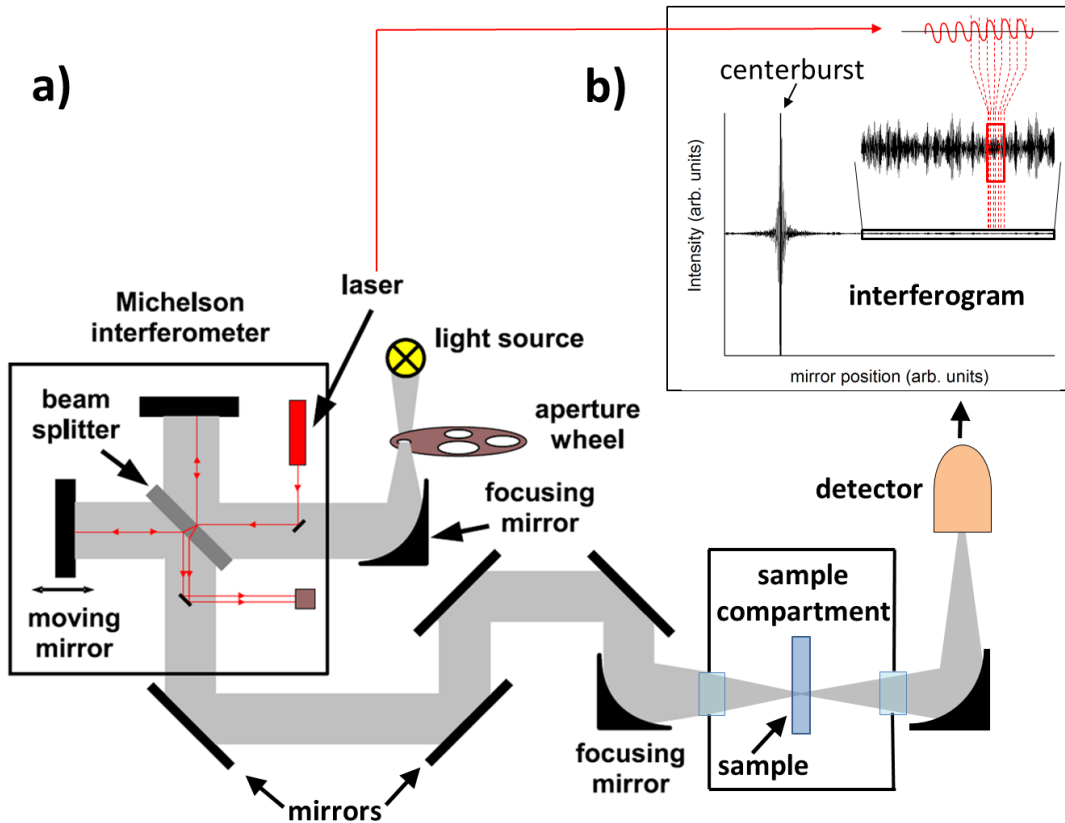 a)
b)
centerburst
Intensity (arb. units)
interferogram
mirror position (arb. units)
laser
Michelson
interferometer
light source
beam
splitter
aperture
wheel
focusing
mirror
detector
moving
mirror
sample
compartment
focusing
mirror
sample
mirrors